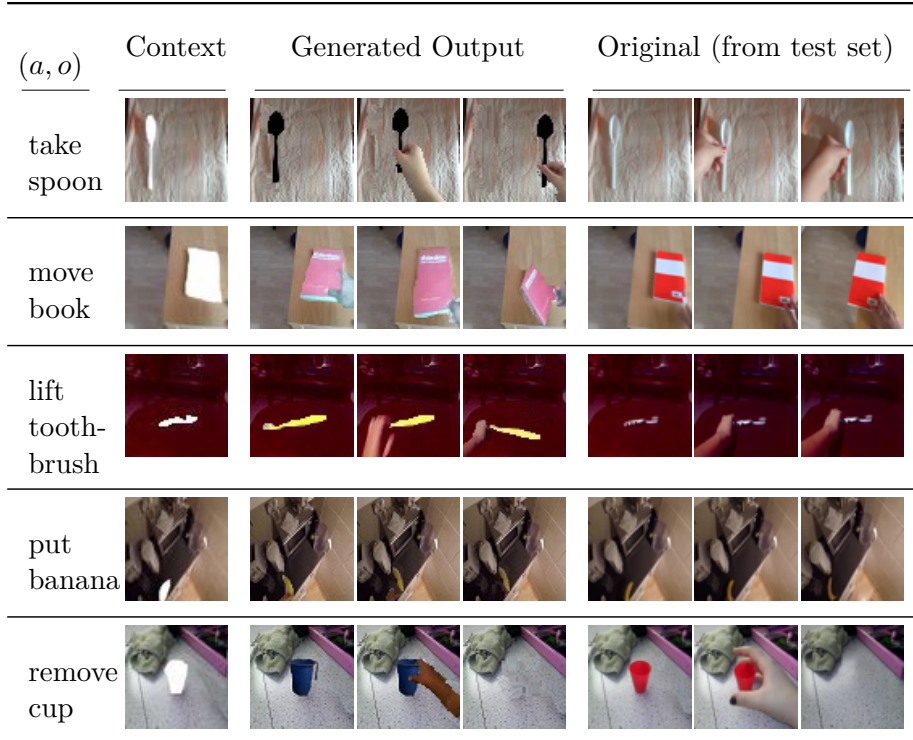 (a, o) Context Generated Output Original (from test set)
take
spoon
move
book
lift
tooth-
brush
put
banana
remove
cup